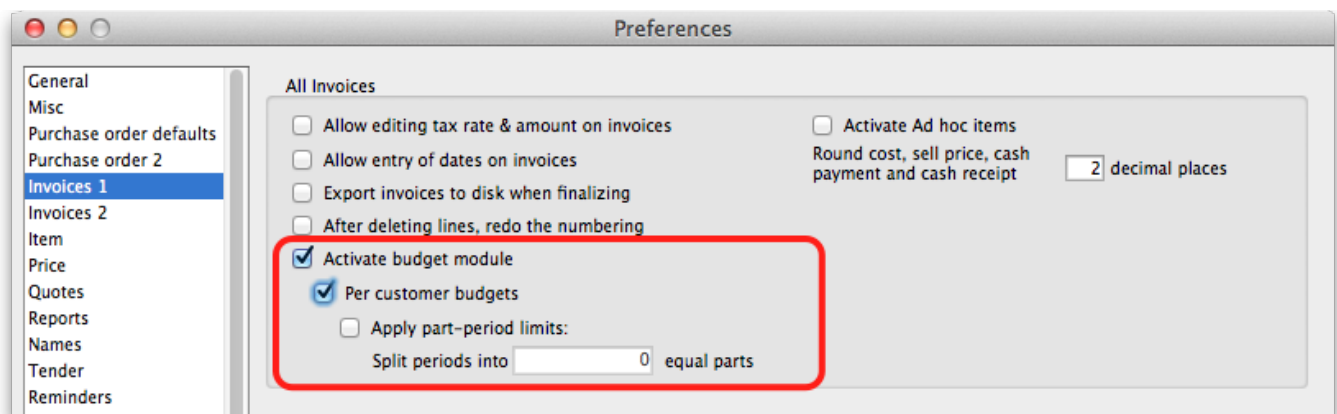 Preferences
General
Misc
Purchase order defaults
Purchase order 2
Invoices 1
Invoices 2
Item
Price
Quotes
Reports
Names
Tender
Reminders
All Invoices
Allow editing tax rate & amount on invoices
Allow entry of dates on invoices
Export invoices to disk when finalizing
After deleting lines, redo the numbering
Activate budget module
Per customer budgets
Apply part-period limits:
Split periods into 0 equal parts
Activate Ad hoc items
Round cost, sell price, cash
payment and cash receipt 2 decimal places